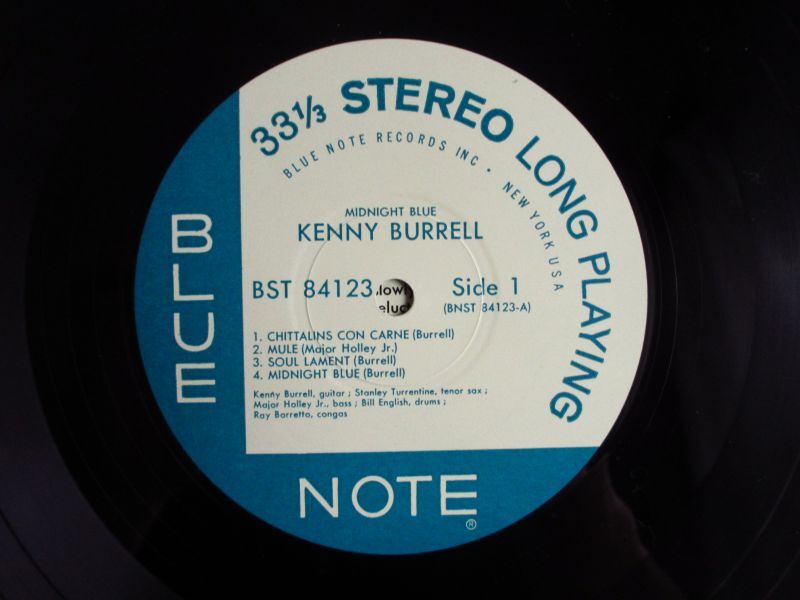 33⅓ STEREO LONG PLAYING
BLUE NOTE RECORDS INC • NEW YORK USA
MIDNIGHT BLUE
KENNY BURRELL
BST 84123
Side 1
(BNST 84123-A)
1. CHITTALINS CON CARNE (Burrell)
2. MULE (Major Holley Jr.)
3. SOUL LAMENT (Burrell)
4. MIDNIGHT BLUE (Burrell)
Kenny Burrell, guitar ; Stanley Turrentine, tenor sax ;
Major Holley Jr., bass ; Bill English, drums ;
Ray Barretto, congas
BLUE
NOTE
®